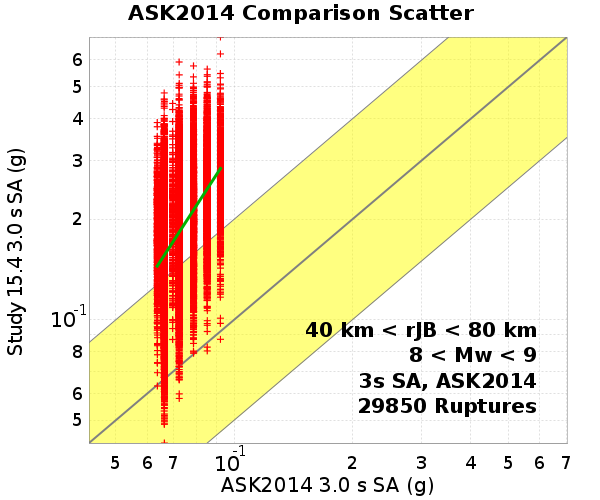 ASK2014 Comparison Scatter
6
5
4
3
2
10-1
8
6
5
Study 15.4 3.0 s SA (g)
40 km < rJB < 80 km
8 < Mw < 9
3s SA, ASK2014
29850 Ruptures
5 6 7 10-1 2 3 4 5 6 7
ASK2014 3.0 s SA (g)